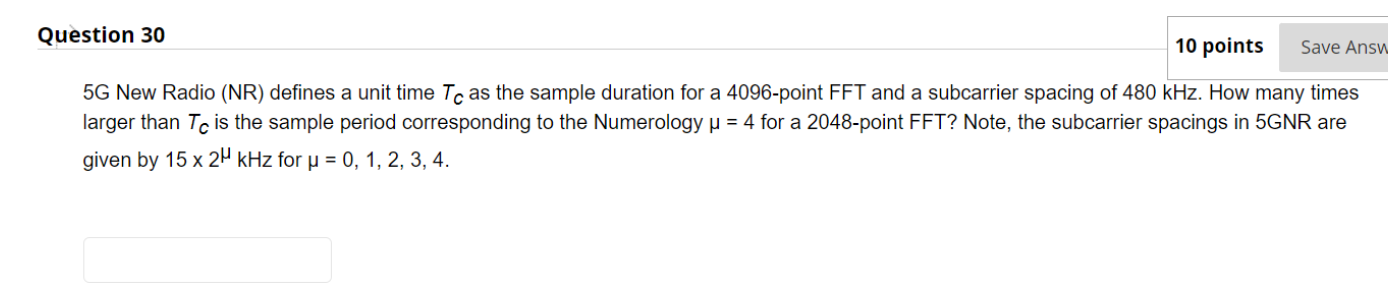 Question 30
10 points
Save Answ
5G New Radio (NR) defines a unit time Tc as the sample duration for a 4096-point FFT and a subcarrier spacing of 480 kHz. How many times
larger than Tc is the sample period corresponding to the Numerology μ = 4 for a 2048-point FFT? Note, the subcarrier spacings in 5GNR are
given by 15 x 2^μ kHz for μ = 0, 1, 2, 3, 4.